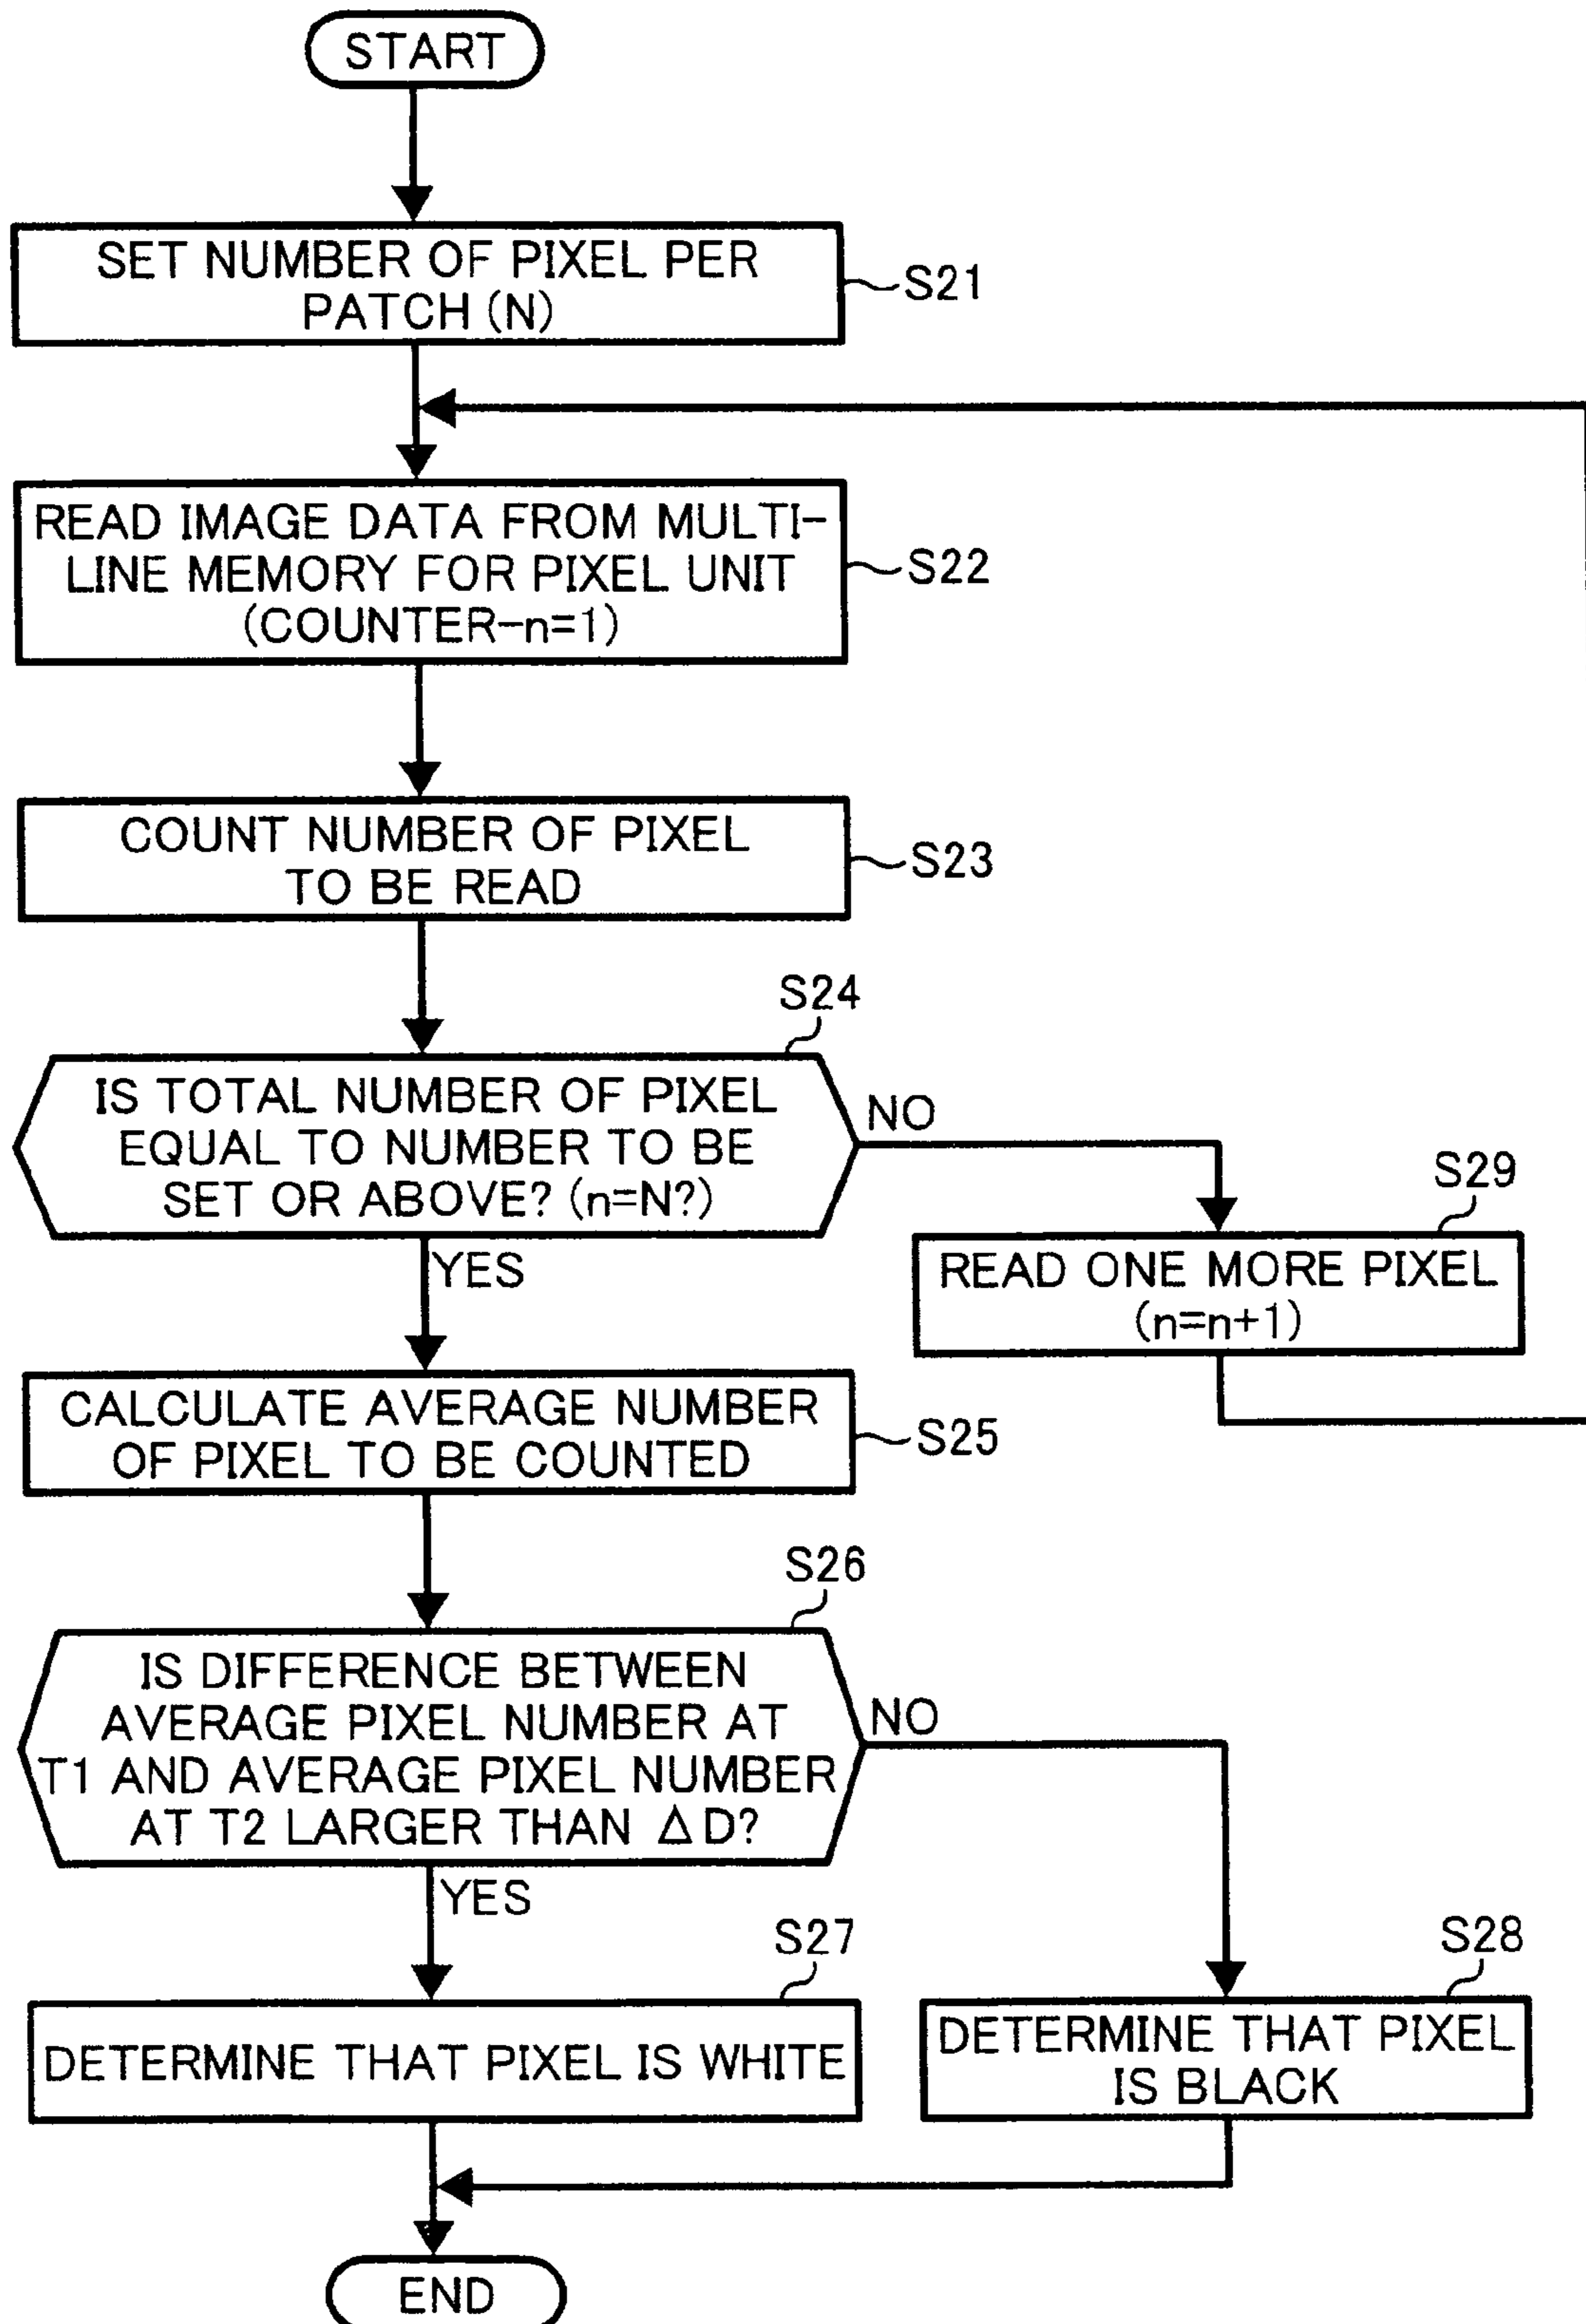 START
SET NUMBER OF PIXEL PER
PATCH (N)
S21
READ IMAGE DATA FROM MULTI-
LINE MEMORY FOR PIXEL UNIT
(COUNTER-n=1)
S22
COUNT NUMBER OF PIXEL
TO BE READ
S23
S24
IS TOTAL NUMBER OF PIXEL
EQUAL TO NUMBER TO BE
SET OR ABOVE? (n=N?)
NO
YES
S29
READ ONE MORE PIXEL
(n=n+1)
CALCULATE AVERAGE NUMBER
OF PIXEL TO BE COUNTED
S25
S26
IS DIFFERENCE BETWEEN
AVERAGE PIXEL NUMBER AT
T1 AND AVERAGE PIXEL NUMBER
AT T2 LARGER THAN ΔD?
NO
YES
S27
DETERMINE THAT PIXEL IS WHITE
S28
DETERMINE THAT PIXEL
IS BLACK
END